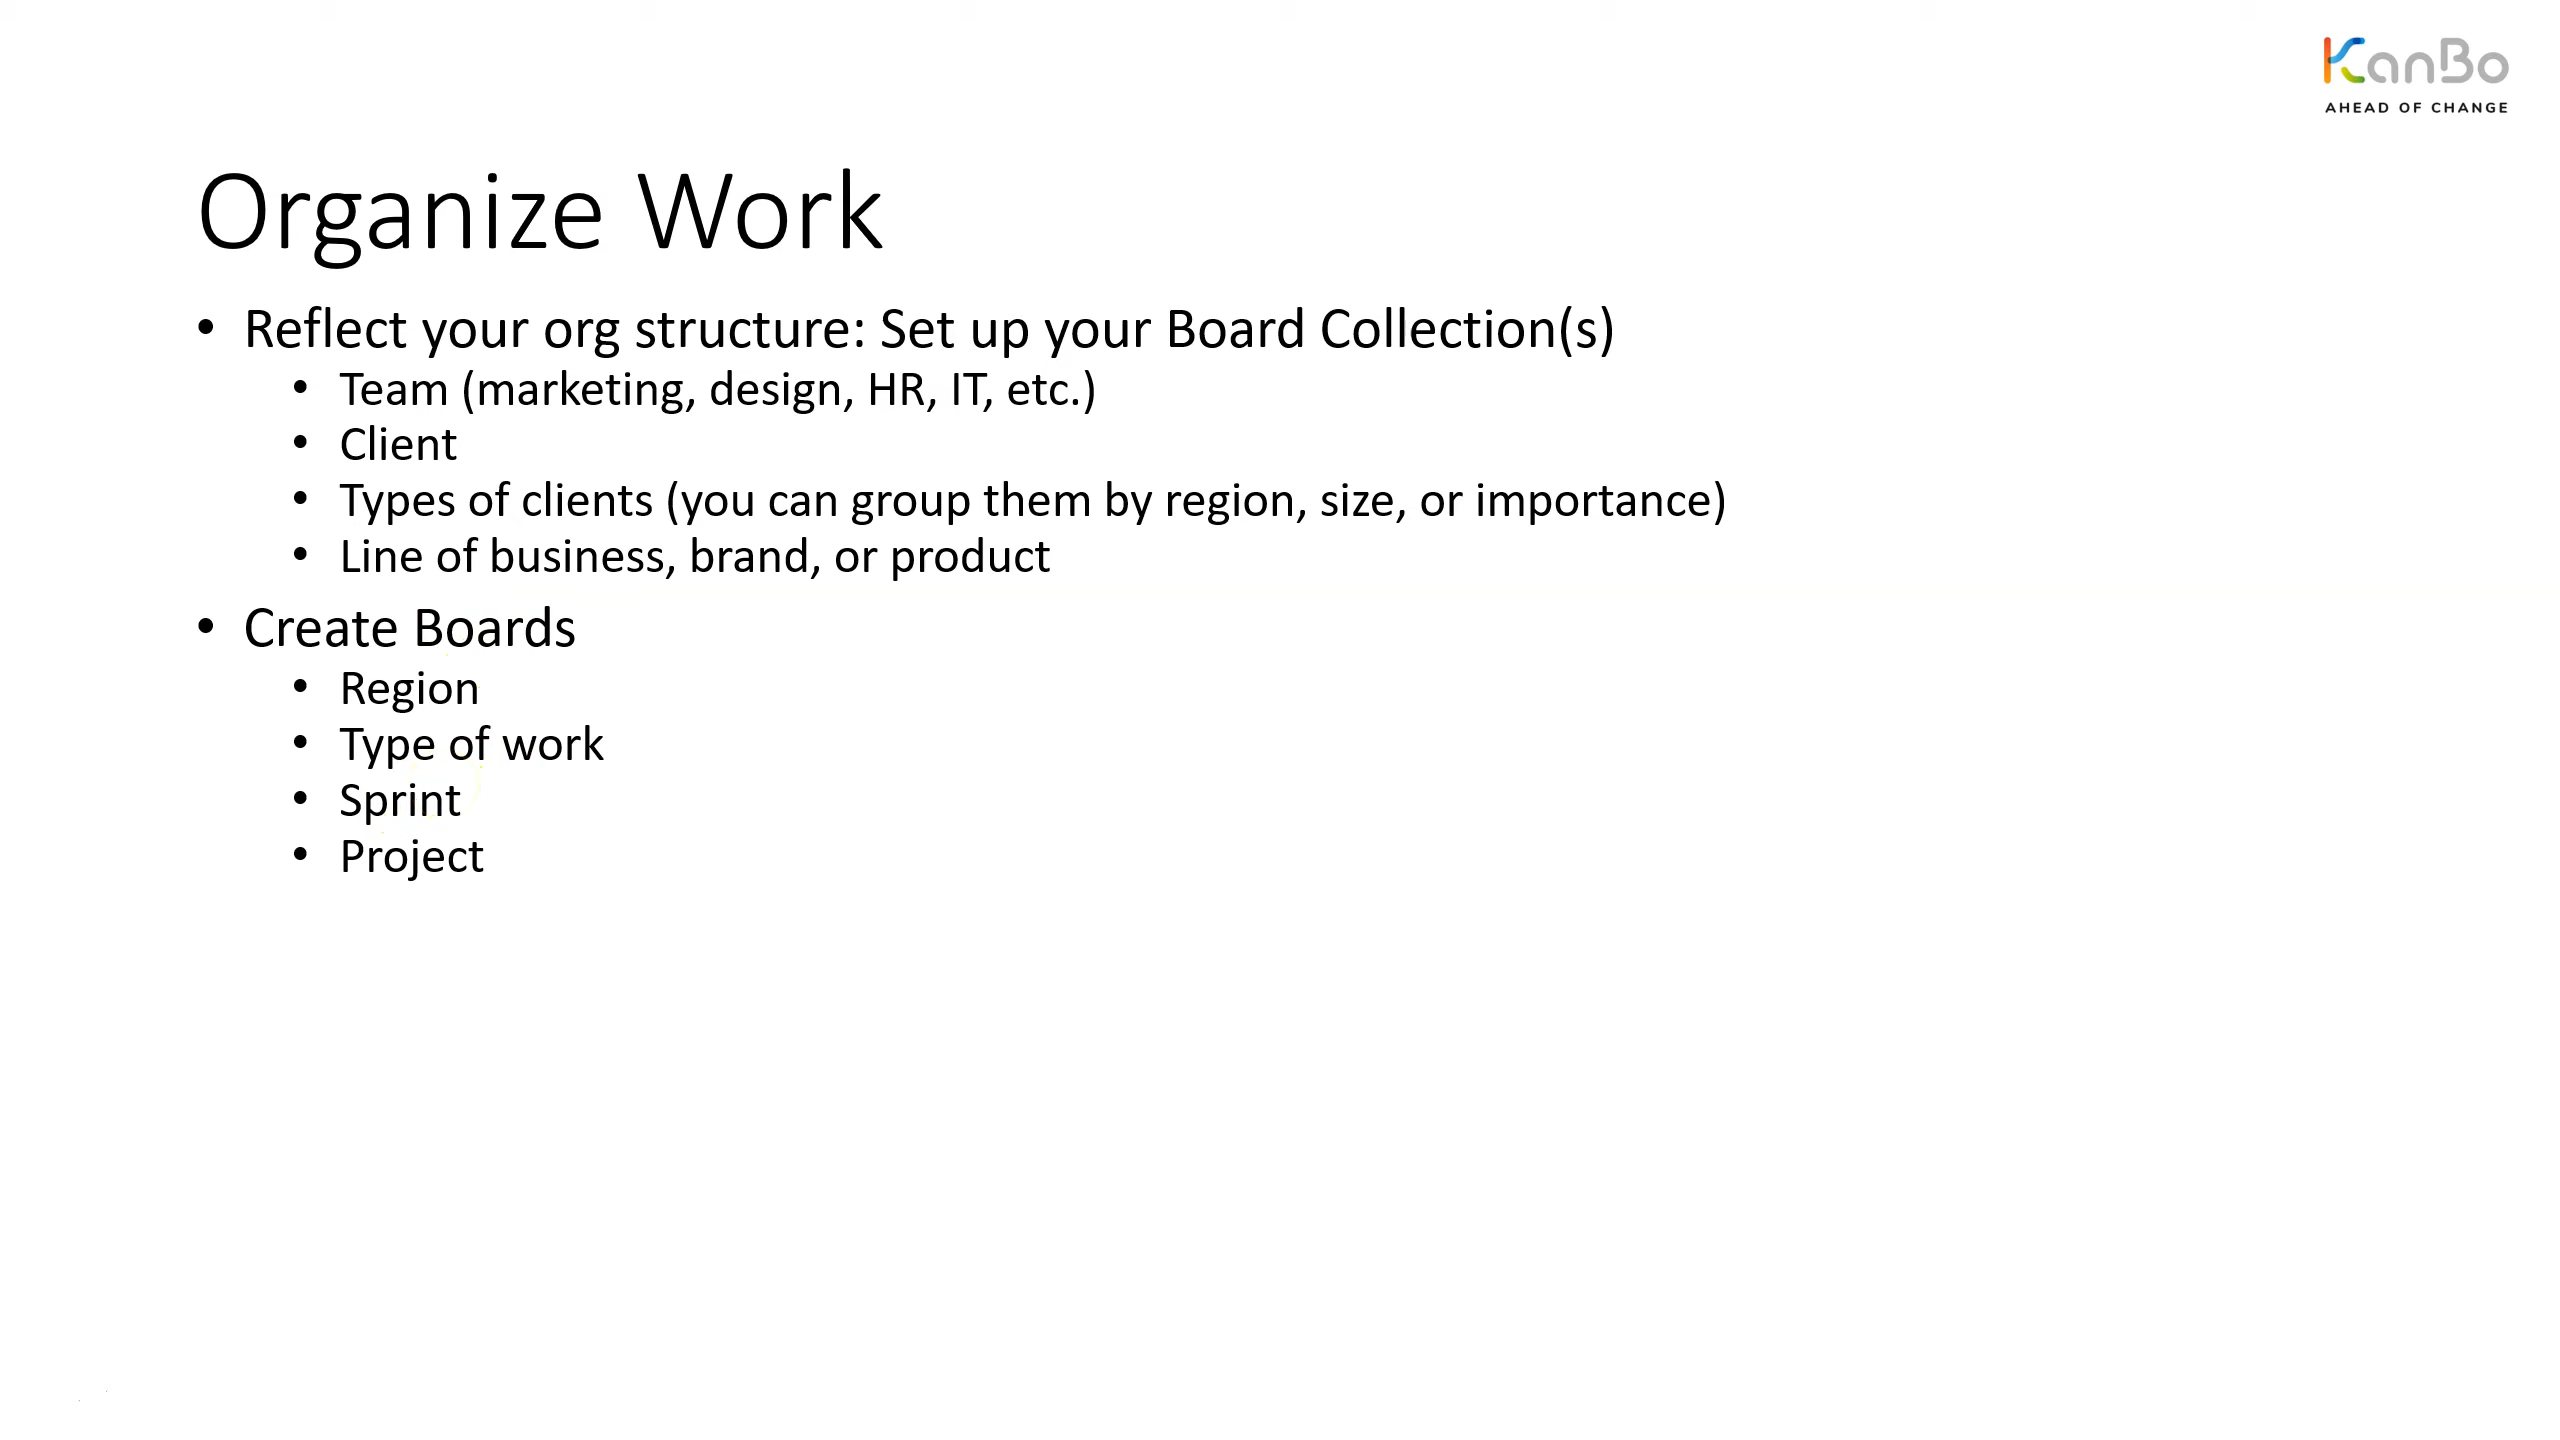 KanBo
AHEAD OF CHANGE
Organize Work
• Reflect your org structure: Set up your Board Collection(s)
• Team (marketing, design, HR, IT, etc.)
• Client
• Types of clients (you can group them by region, size, or importance)
• Line of business, brand, or product
• Create Boards
• Region
• Type of work
• Sprint
• Project